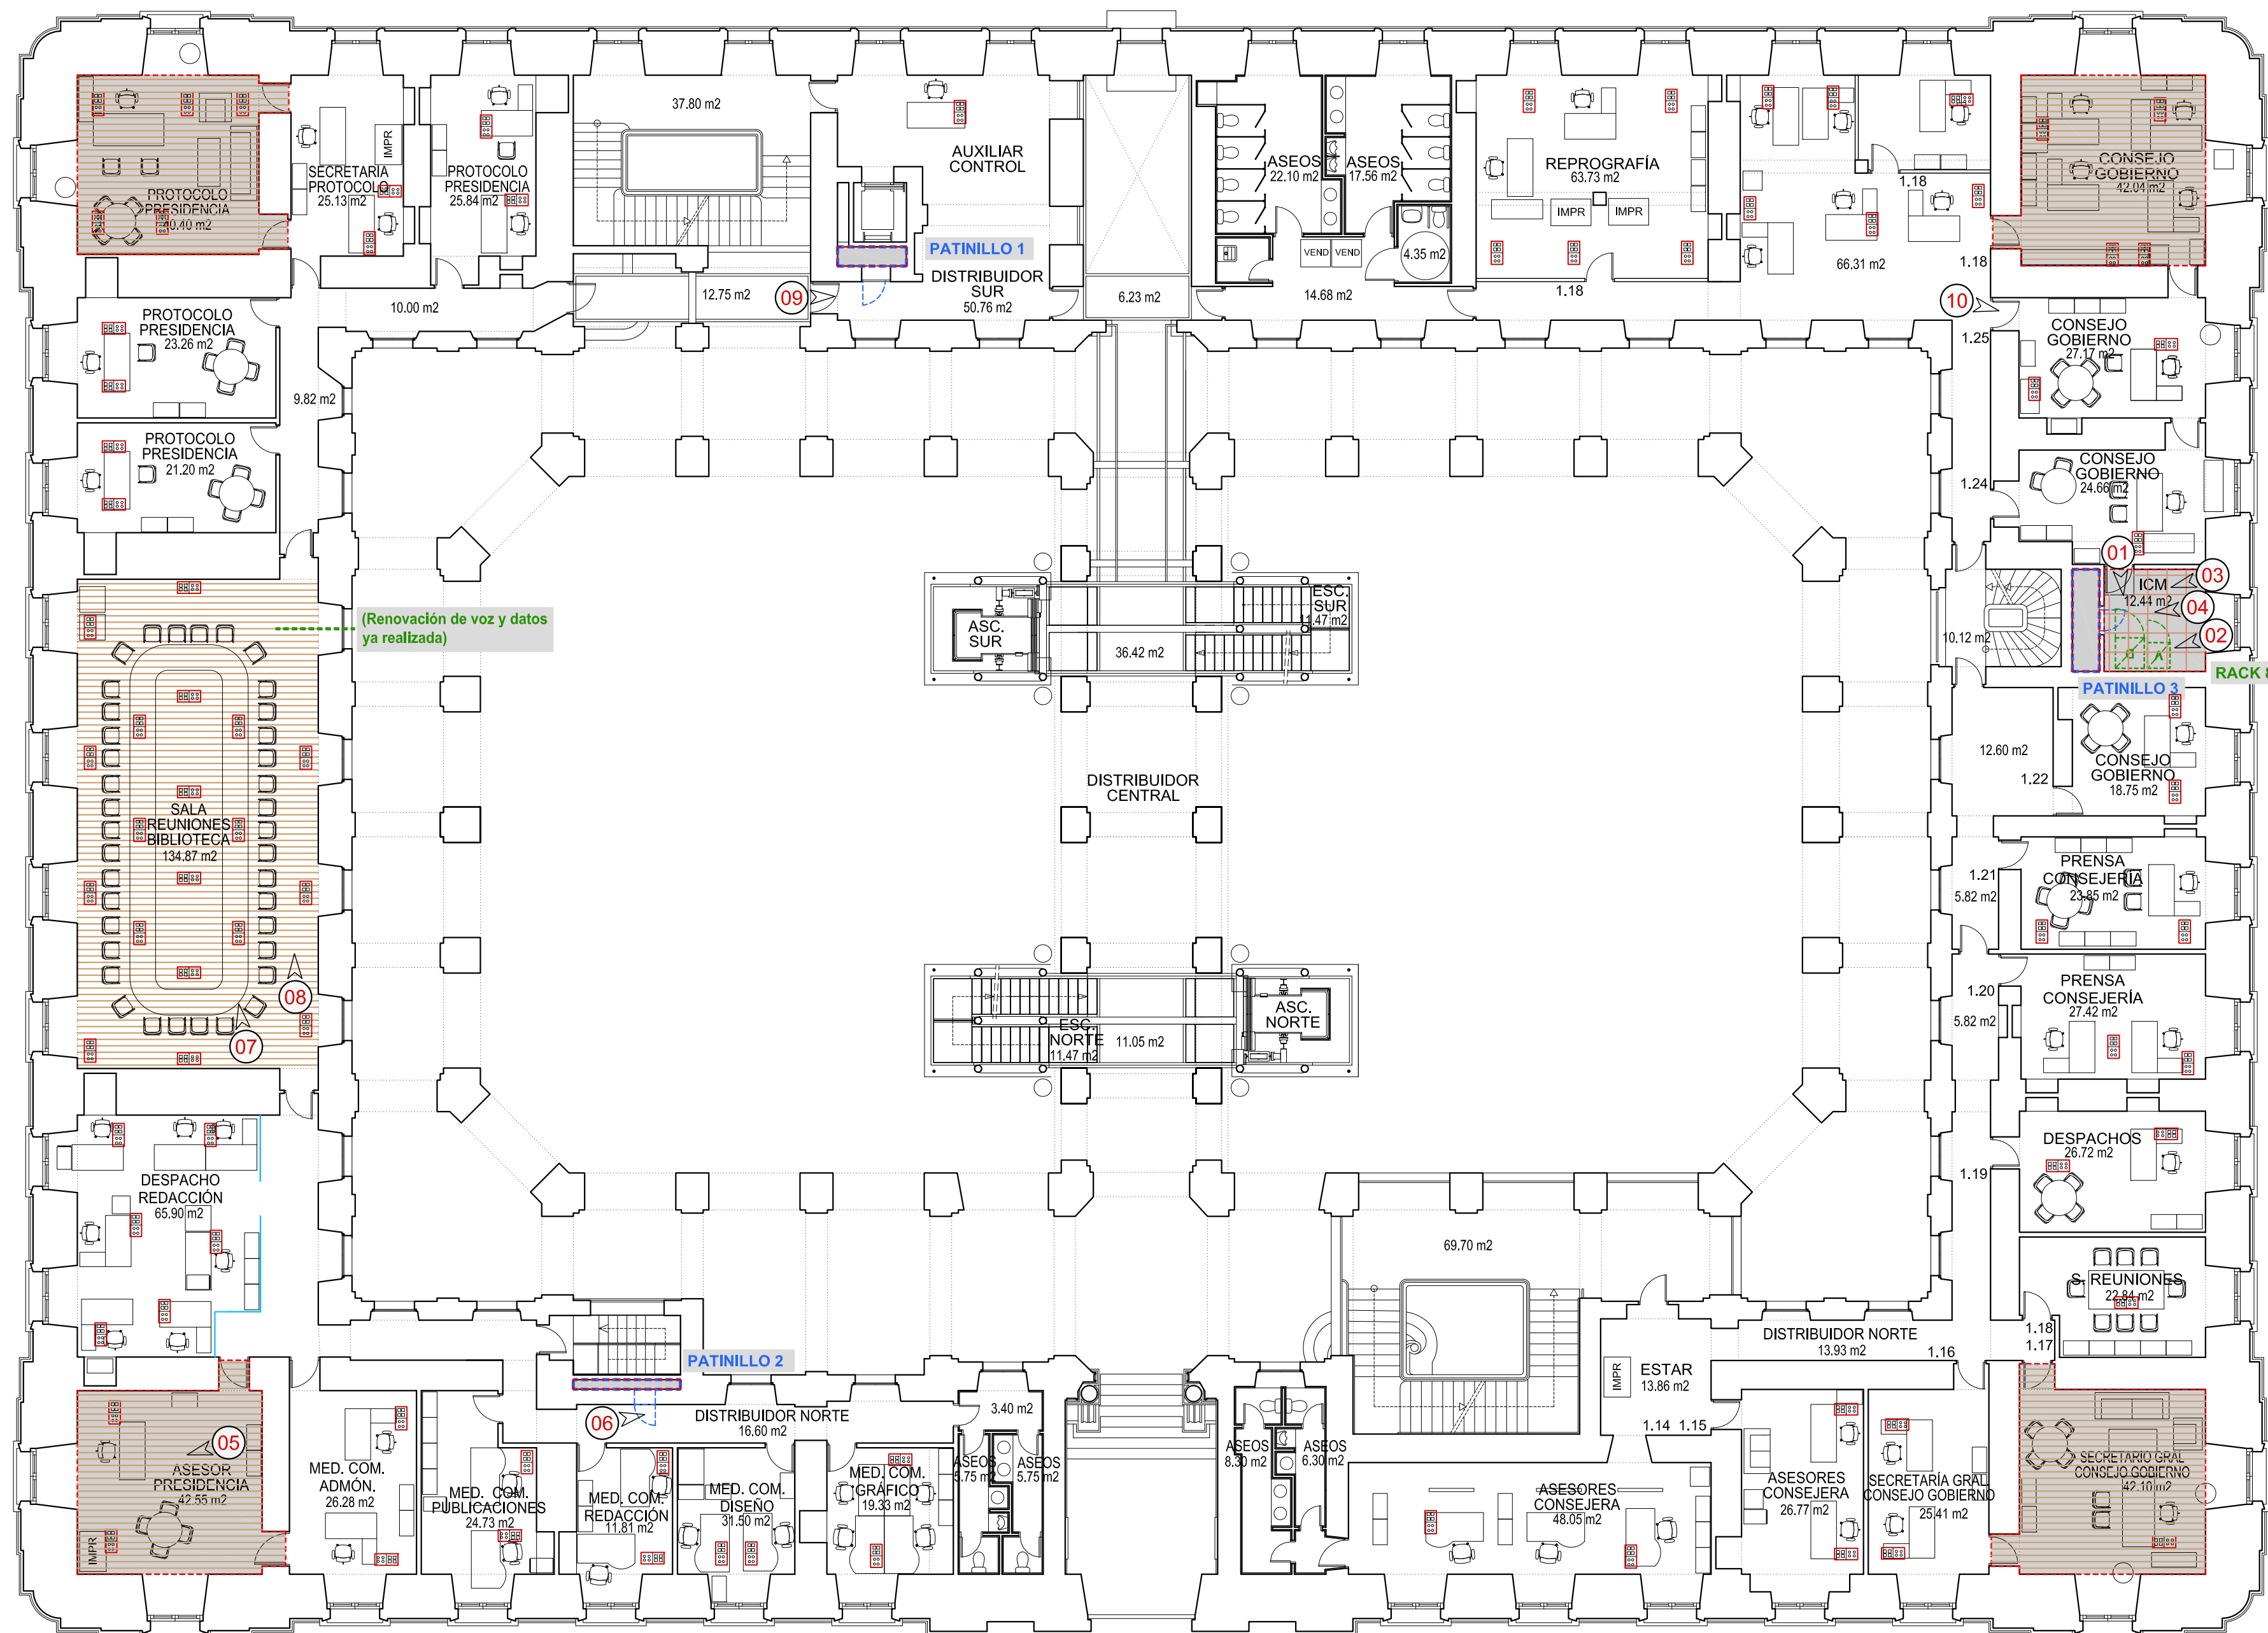 37.80 m2
AUXILIAR
CONTROL
SECRETARÍA
PROTOCOLO
25.13 m2
IMPR
PROTOCOLO
PRESIDENCIA
25.84 m2
PROTOCOLO
PRESIDENCIA
40.40 m2
ASEOS
22.10 m2
ASEOS
17.56 m2
REPROGRAFÍA
63.73 m2
IMPR
IMPR
1.18
CONSEJO
GOBIERNO
42.04 m2
PATINILLO 1
DISTRIBUIDOR
SUR
50.76 m2
VEND
VEND
4.35 m2
66.31 m2
1.18
1.18
10.00 m2
12.75 m2
09
6.23 m2
14.68 m2
10
PROTOCOLO
PRESIDENCIA
23.26 m2
CONSEJO
GOBIERNO
27.17 m2
1.25
9.82 m2
PROTOCOLO
PRESIDENCIA
21.20 m2
CONSEJO
GOBIERNO
24.66 m2
1.24
01
ICM
12.44 m2
03
04
02
10.12 m2
RACK 8
PATINILLO 3
(Renovación de voz y datos
ya realizada)
ESC.
SUR
11.47 m2
ASC.
SUR
36.42 m2
12.60 m2
1.22
CONSEJO
GOBIERNO
18.75 m2
DISTRIBUIDOR
CENTRAL
SALA
REUNIONES
BIBLIOTECA
134.87 m2
PRENSA
CONSEJERÍA
23.85 m2
1.21
5.82 m2
08
07
PRENSA
CONSEJERÍA
27.42 m2
1.20
5.82 m2
ESC.
NORTE
11.47 m2
11.05 m2
ASC.
NORTE
DESPACHOS
26.72 m2
1.19
DESPACHO
REDACCIÓN
65.90 m2
69.70 m2
S. REUNIONES
22.84 m2
1.18
1.17
DISTRIBUIDOR NORTE
13.93 m2
1.16
PATINILLO 2
ESTAR
13.86 m2
IMPR
1.14
1.15
06
DISTRIBUIDOR NORTE
16.60 m2
3.40 m2
05
ASESOR
PRESIDENCIA
42.55 m2
IMPR
MED. COM.
ADMÓN.
26.28 m2
MED. COM.
PUBLICACIONES
24.73 m2
MED. COM.
REDACCIÓN
11.81 m2
MED. COM.
DISEÑO
31.50 m2
MED. COM.
GRÁFICO
19.33 m2
ASEOS
5.75 m2
ASEOS
5.75 m2
ASEOS
8.30 m2
ASEOS
6.30 m2
ASESORES
CONSEJERA
48.05 m2
ASESORES
CONSEJERA
26.77 m2
SECRETARÍA GRAL
CONSEJO GOBIERNO
25.41 m2
SECRETARIO GRAL
CONSEJO GOBIERNO
42.10 m2